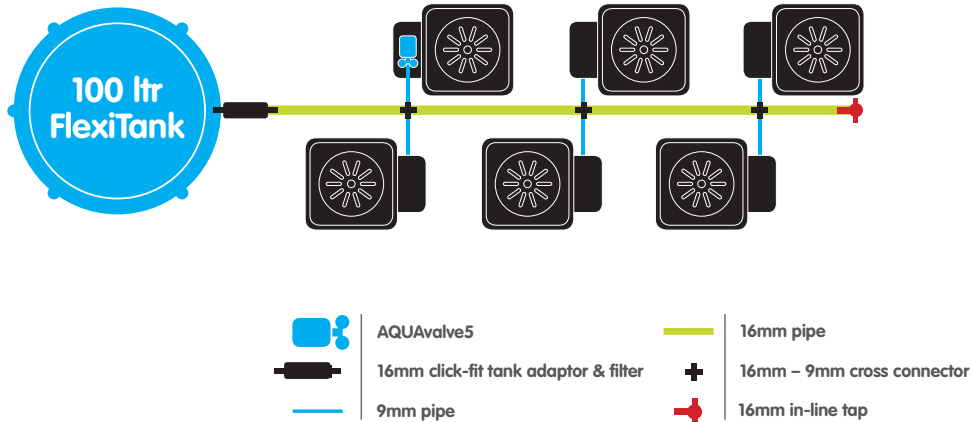 100 ltr
FlexiTank
AQUAvalve5
16mm click-fit tank adaptor & filter
9mm pipe
16mm pipe
16mm – 9mm cross connector
16mm in-line tap